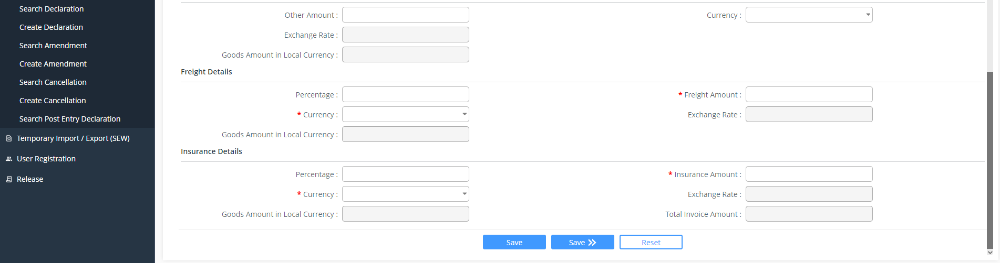 Search Declaration
Create Declaration
Search Amendment
Create Amendment
Search Cancellation
Create Cancellation
Search Post Entry Declaration
Temporary Import / Export (SEW)
User Registration
Release
Other Amount :
Currency :
Exchange Rate :
Goods Amount in Local Currency :
Freight Details
Percentage :
* Freight Amount :
* Currency :
Exchange Rate :
Goods Amount in Local Currency :
Insurance Details
Percentage :
* Insurance Amount :
* Currency :
Exchange Rate :
Goods Amount in Local Currency :
Total Invoice Amount :
Save
Save
Reset